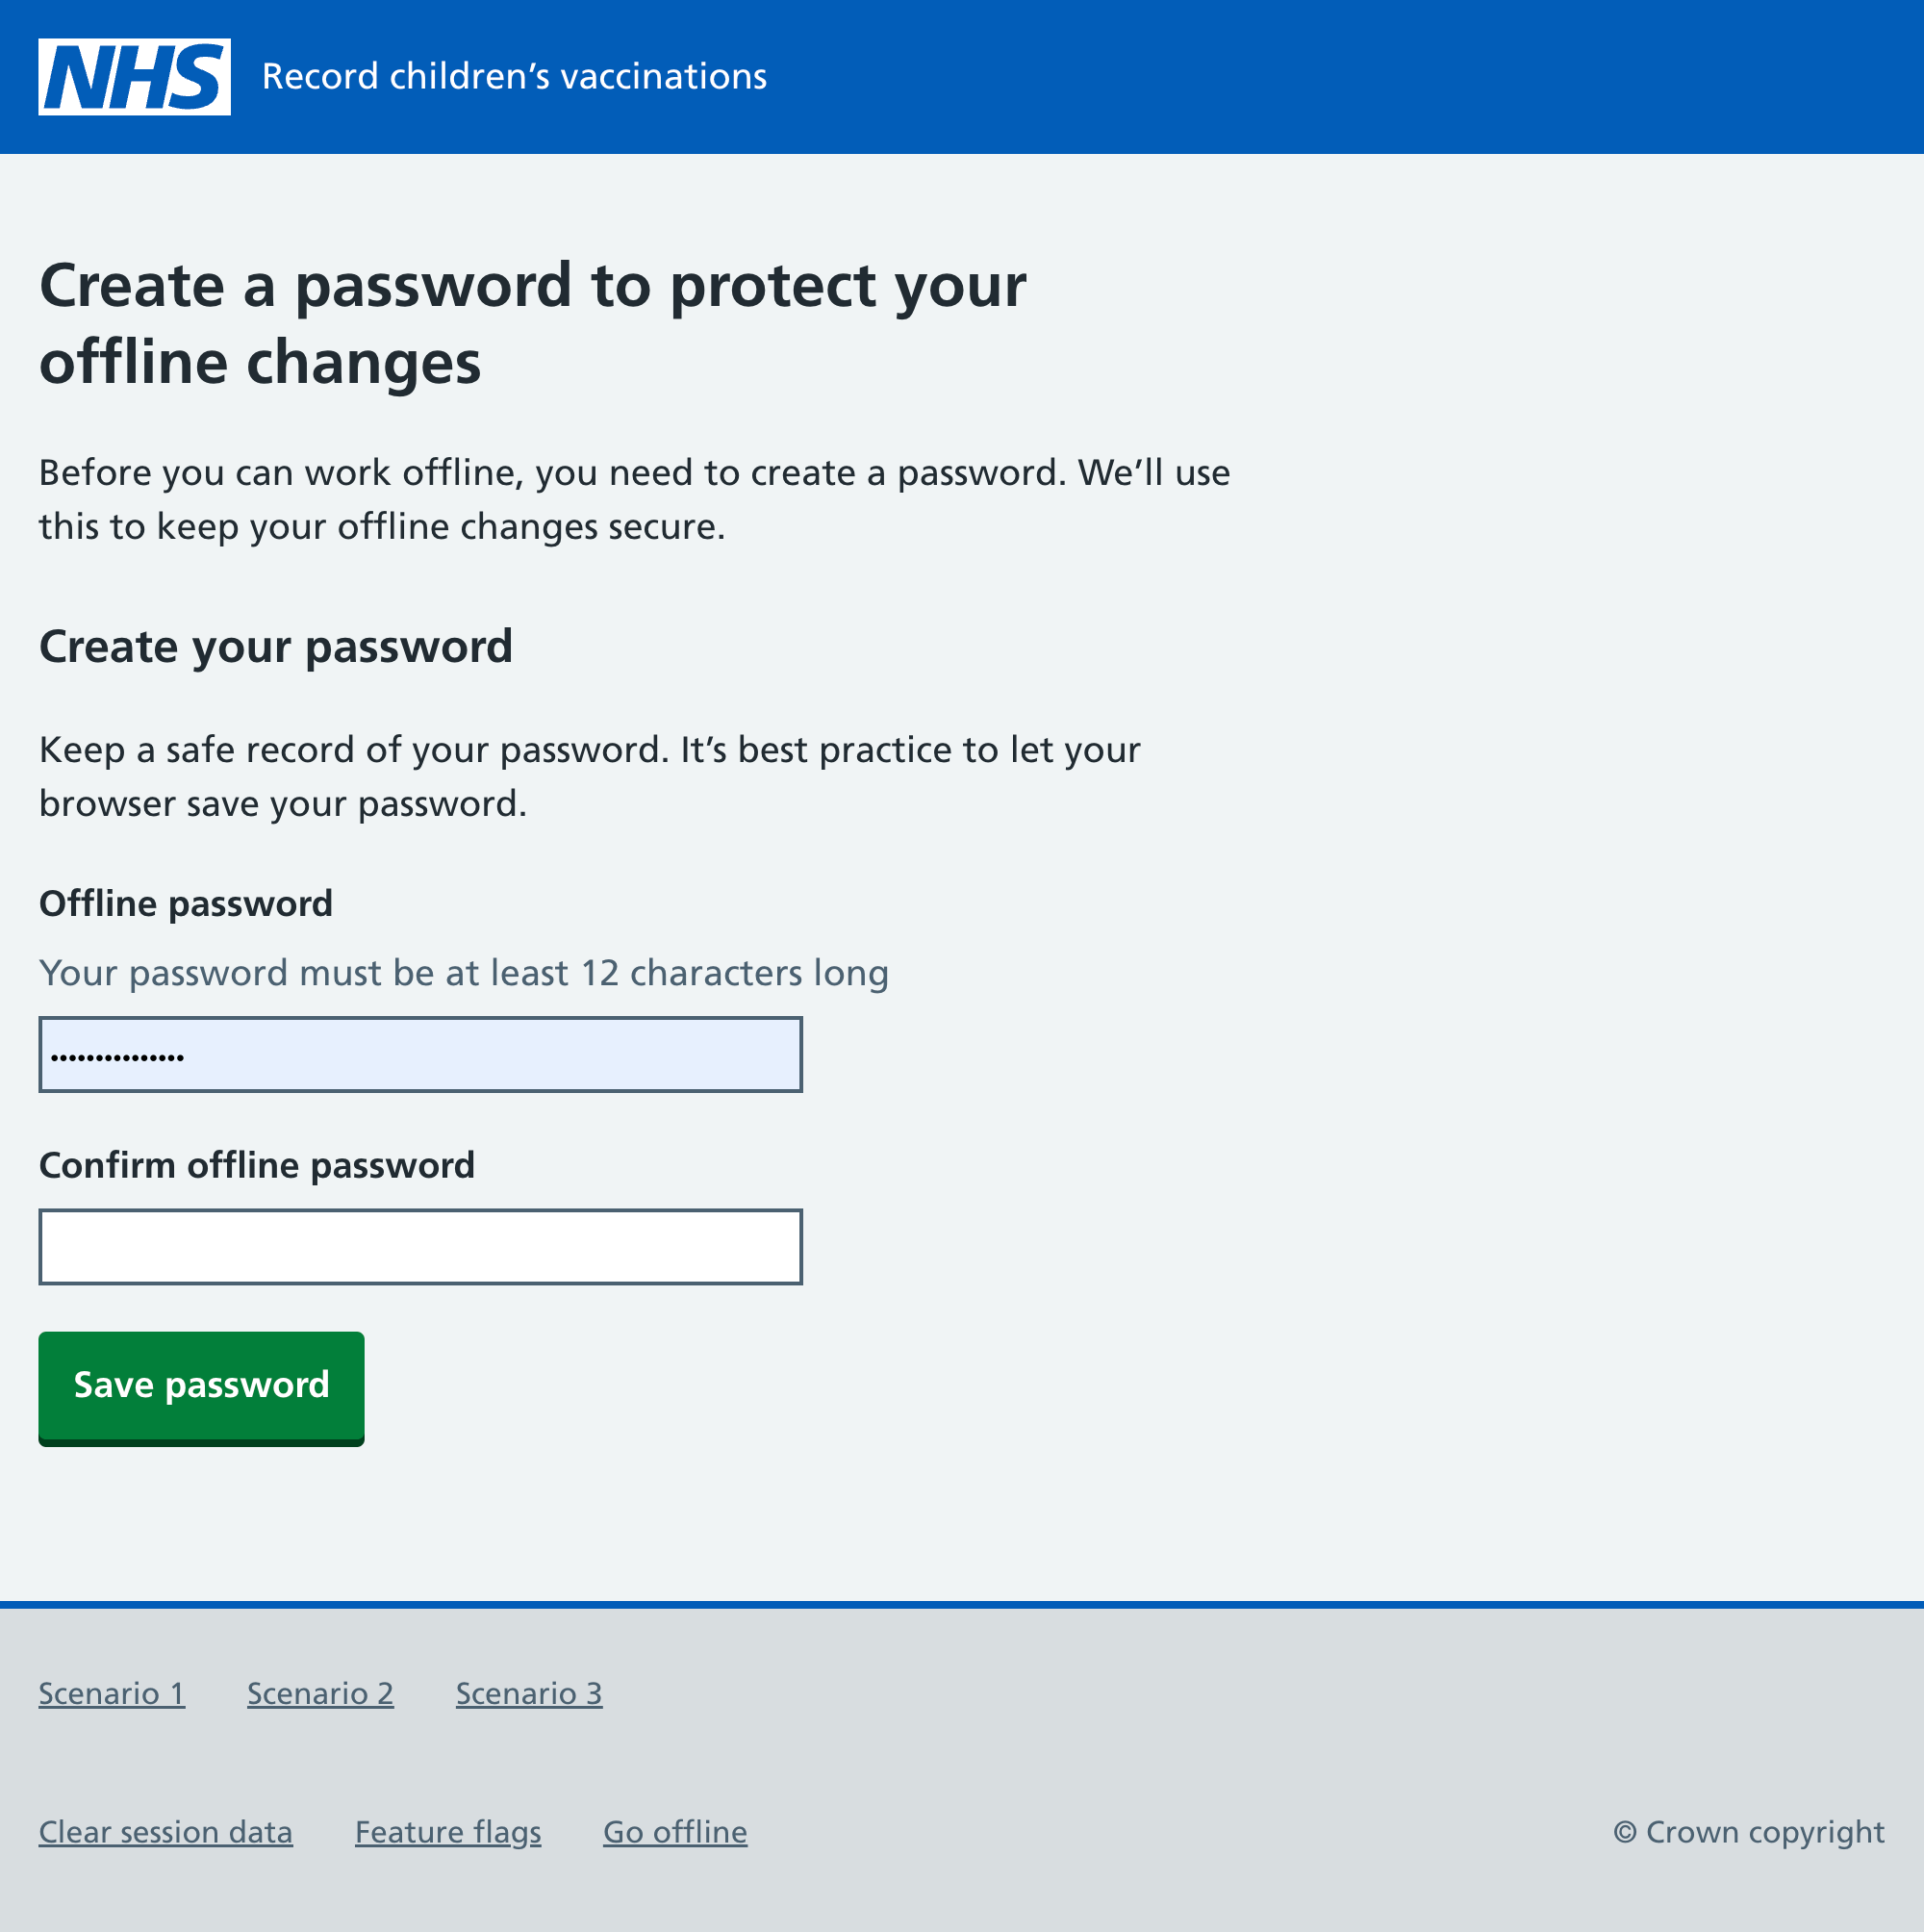 NHS Record children’s vaccinations
Create a password to protect your
offline changes
Before you can work offline, you need to create a password. We’ll use
this to keep your offline changes secure.
Create your password
Keep a safe record of your password. It’s best practice to let your
browser save your password.
Offline password
Your password must be at least 12 characters long
•••••••••••••••
Confirm offline password
Save password
Scenario 1 Scenario 2 Scenario 3
Clear session data Feature flags Go offline © Crown copyright